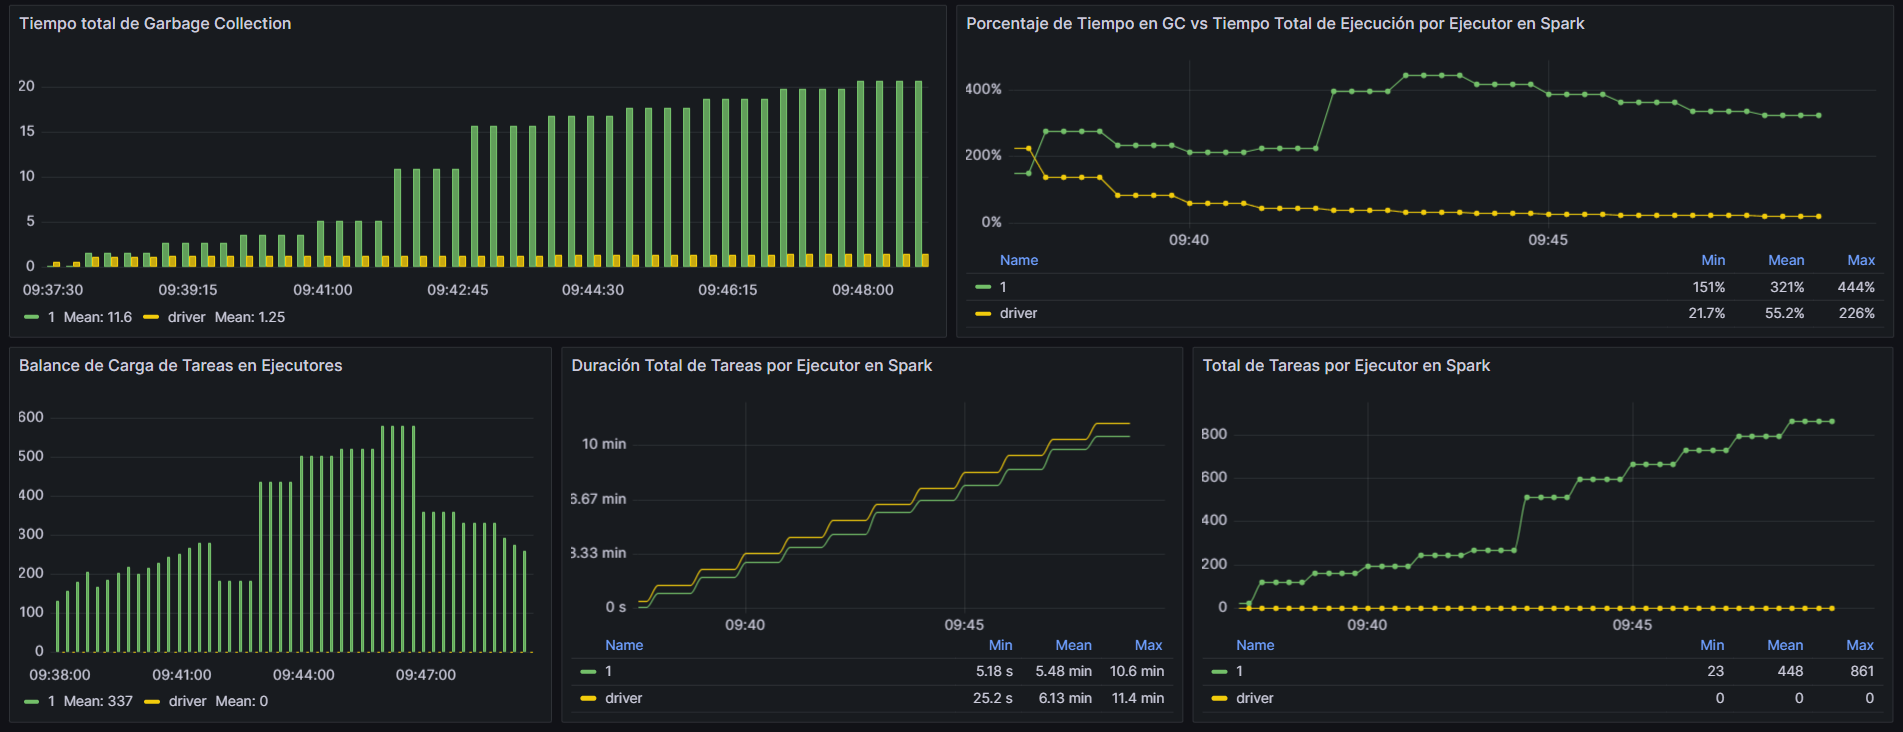 Tiempo total de Garbage Collection
20
15
10
5
0
09:37:30 09:39:15 09:41:00 09:42:45 09:44:30 09:46:15 09:48:00
1 Mean: 11.6 driver Mean: 1.25
Porcentaje de Tiempo en GC vs Tiempo Total de Ejecución por Ejecutor en Spark
400%
200%
0%
09:40 09:45
Name Min Mean Max
1 151% 321% 444%
driver 21.7% 55.2% 226%
Balance de Carga de Tareas en Ejecutores
600
500
400
300
200
100
0
09:38:00 09:41:00 09:44:00 09:47:00
1 Mean: 337 driver Mean: 0
Duración Total de Tareas por Ejecutor en Spark
10 min
6.67 min
3.33 min
0 s
09:40 09:45
Name Min Mean Max
1 5.18 s 5.48 min 10.6 min
driver 25.2 s 6.13 min 11.4 min
Total de Tareas por Ejecutor en Spark
800
600
400
200
0
09:40 09:45
Name Min Mean Max
1 23 448 861
driver 0 0 0